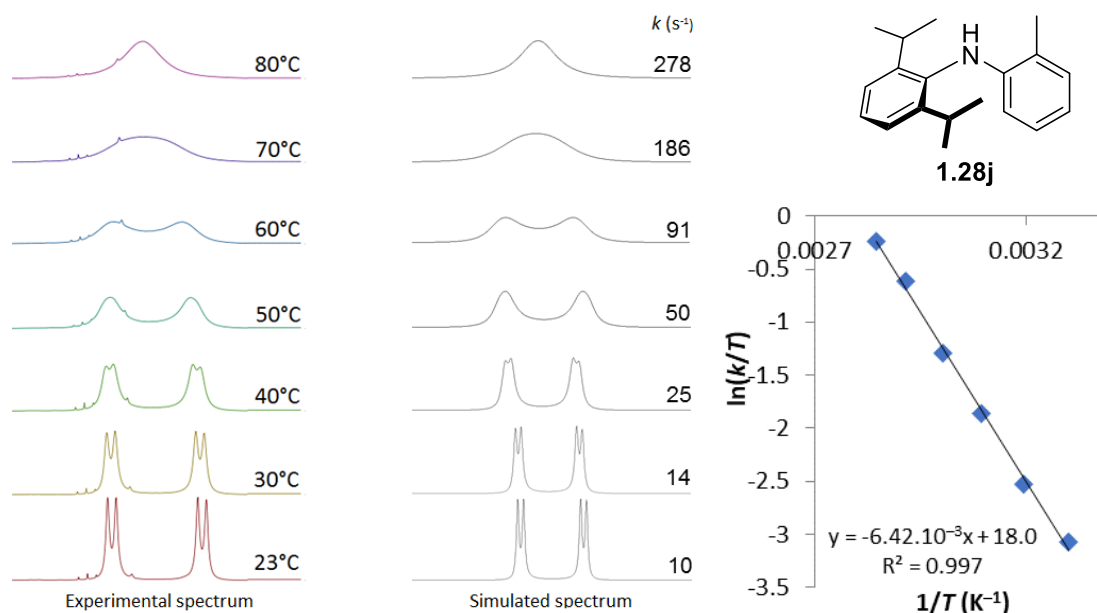 k (s⁻¹)
80°C
278
70°C
186
60°C
91
50°C
50
40°C
25
30°C
14
23°C
10
Experimental spectrum
Simulated spectrum
H
N
1.28j
0
0.0027
0.0032
-0.5
-1
-1.5
-2
-2.5
-3
-3.5
ln(k/T)
y = -6.42.10⁻³x + 18.0
R² = 0.997
1/T (K⁻¹)